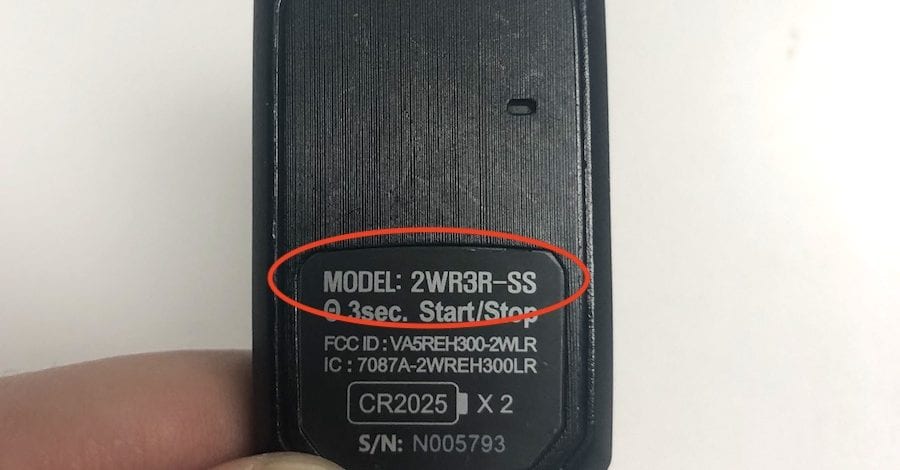 MODEL: 2WR3R-SS
Θ 3sec. Start/Stop
FCC ID : VA5REH300-2WLR
IC : 7087A-2WREH300LR
CR2025 X 2
S/N: N005793